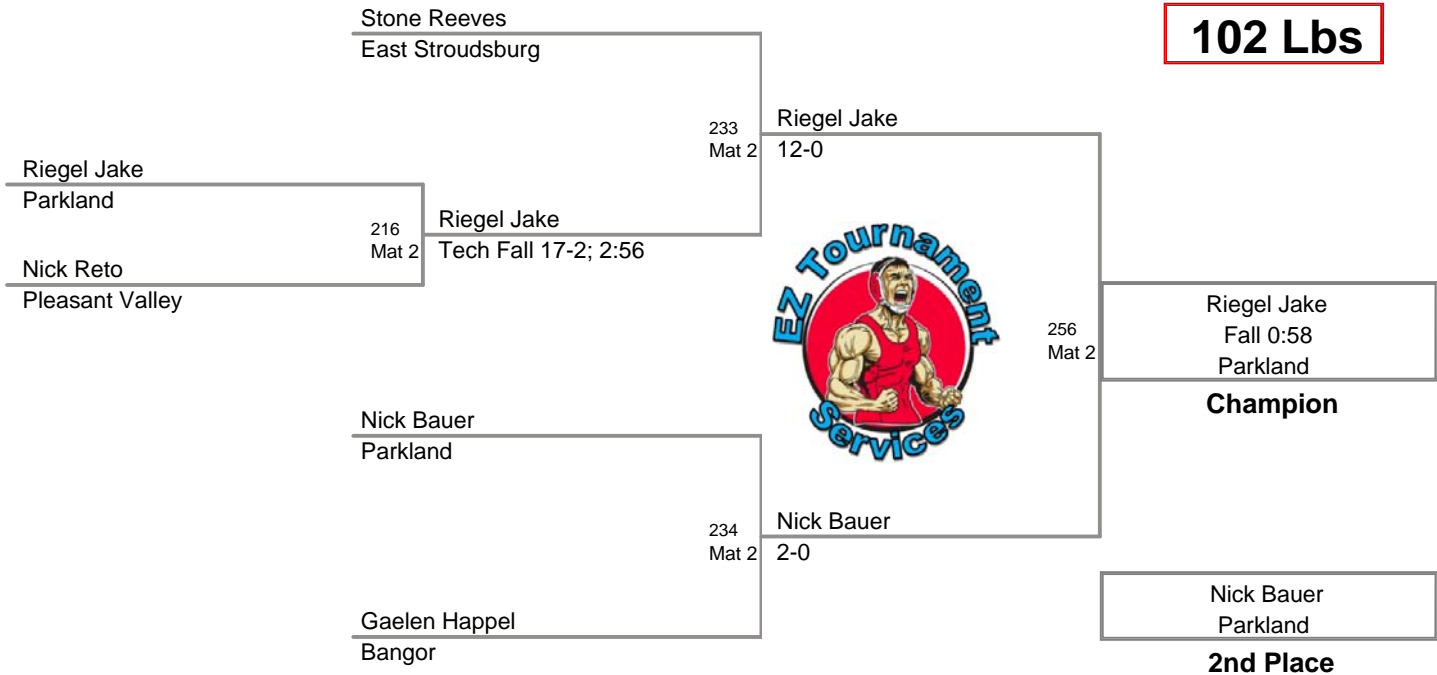 Stone Reeves
East Stroudsburg
102 Lbs
233
Mat 2
Riegel Jake
12-0
Riegel Jake
Parkland
216
Mat 2
Riegel Jake
Tech Fall 17-2; 2:56
Nick Reto
Pleasant Valley
EZ Tournament
Services
256
Mat 2
Riegel Jake
Fall 0:58
Parkland
Champion
Nick Bauer
Parkland
234
Mat 2
Nick Bauer
2-0
Gaelen Happel
Bangor
Nick Bauer
Parkland
2nd Place